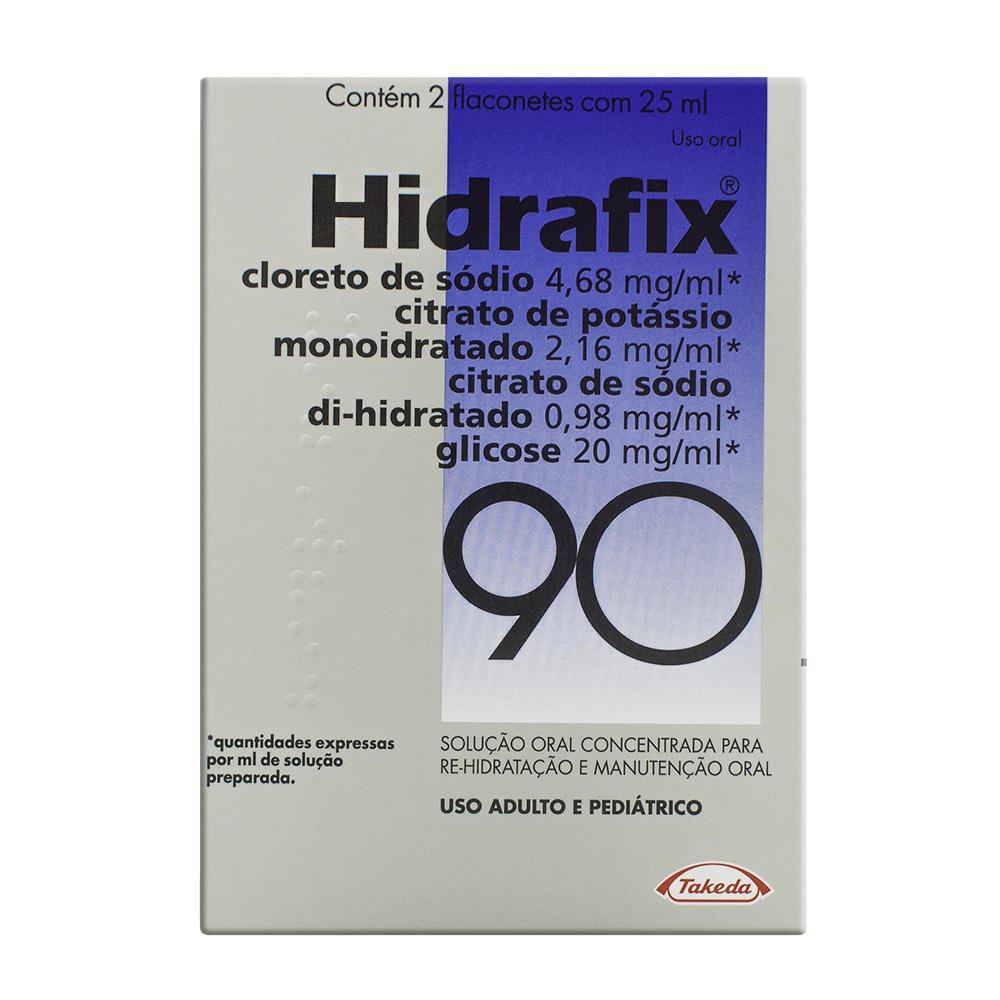 Contém 2 flaconetes com 25 ml
Uso oral
Hidrafix®
cloreto de sódio 4,68 mg/ml*
citrato de potássio
monoidratado 2,16 mg/ml*
citrato de sódio
di-hidratado 0,98 mg/ml*
glicose 20 mg/ml*
90
*quantidades expressas
por ml de solução
preparada.
SOLUÇÃO ORAL CONCENTRADA PARA
RE-HIDRATAÇÃO E MANUTENÇÃO ORAL
USO ADULTO E PEDIÁTRICO
Takeda